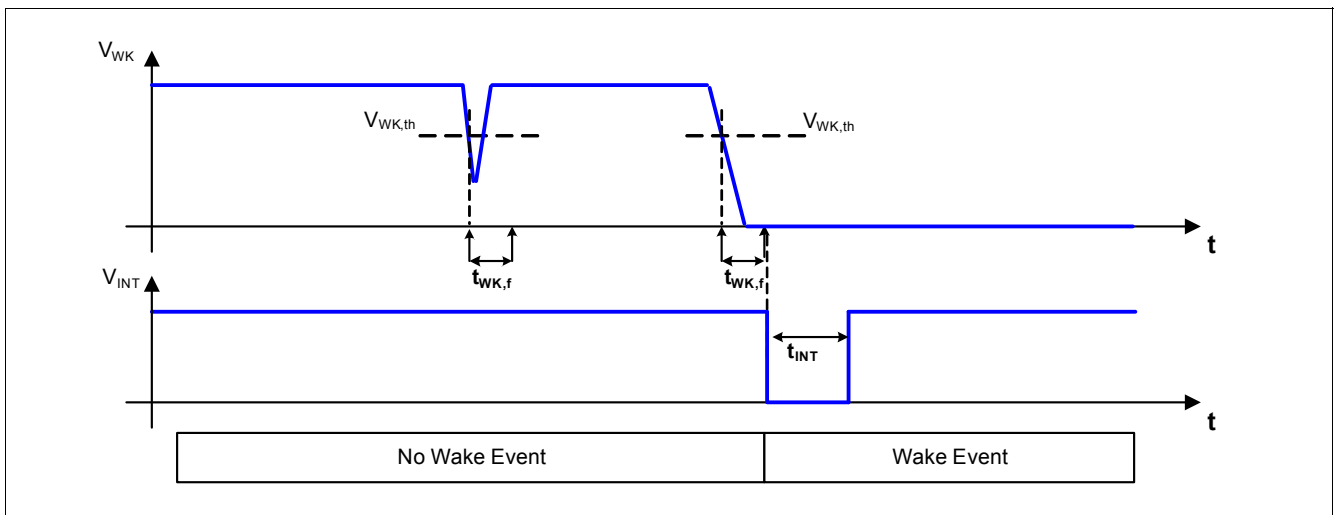 VWK
VWK,th
VWK,th
t
tWK,f
tWK,f
VINT
tINT
t
No Wake Event
Wake Event